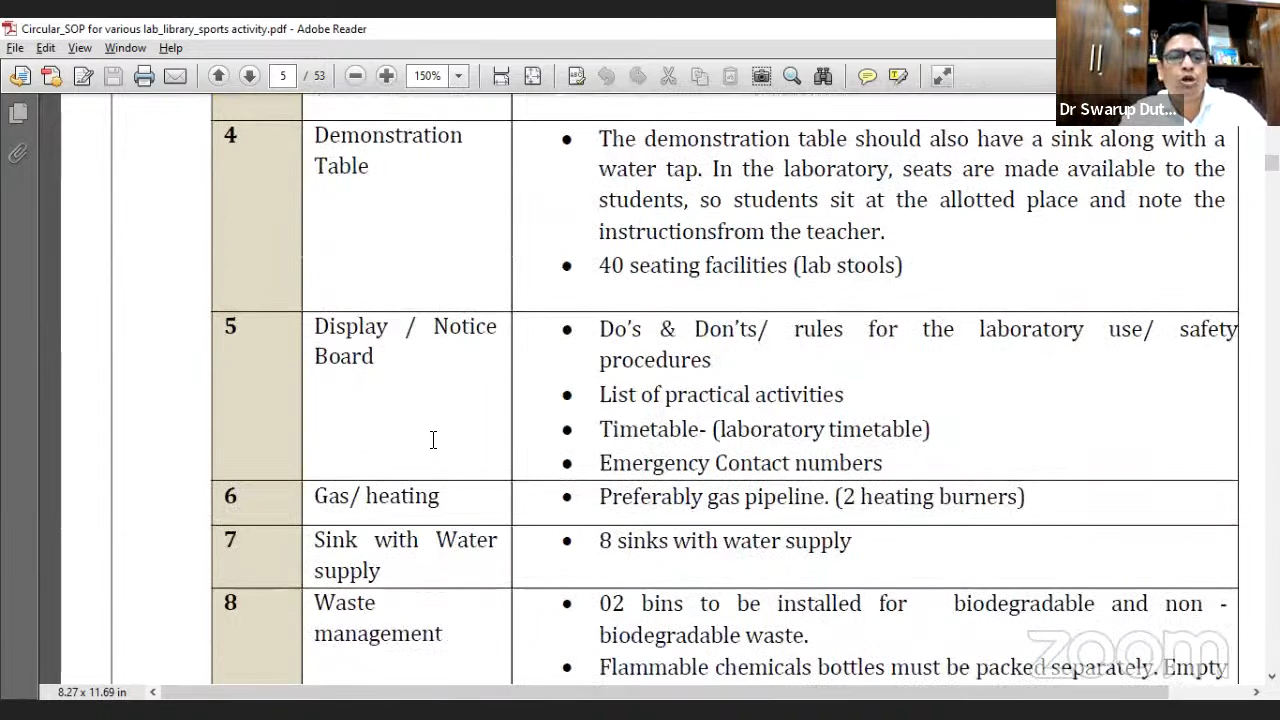 Circular_SOP for various lab_library_sports activity.pdf - Adobe Reader
File Edit View Window Help
5 / 53 150%
Dr Swarup Dut...
4 Demonstration Table
• The demonstration table should also have a sink along with a
water tap. In the laboratory, seats are made available to the
students, so students sit at the allotted place and note the
instructionsfrom the teacher.
• 40 seating facilities (lab stools)
5 Display / Notice Board
• Do's & Don'ts/ rules for the laboratory use/ safety
procedures
• List of practical activities
• Timetable- (laboratory timetable)
• Emergency Contact numbers
6 Gas/ heating
• Preferably gas pipeline. (2 heating burners)
7 Sink with Water supply
• 8 sinks with water supply
8 Waste management
• 02 bins to be installed for biodegradable and non -
biodegradable waste.
• Flammable chemicals bottles must be packed separately. Empty
zoom
8.27 x 11.69 in